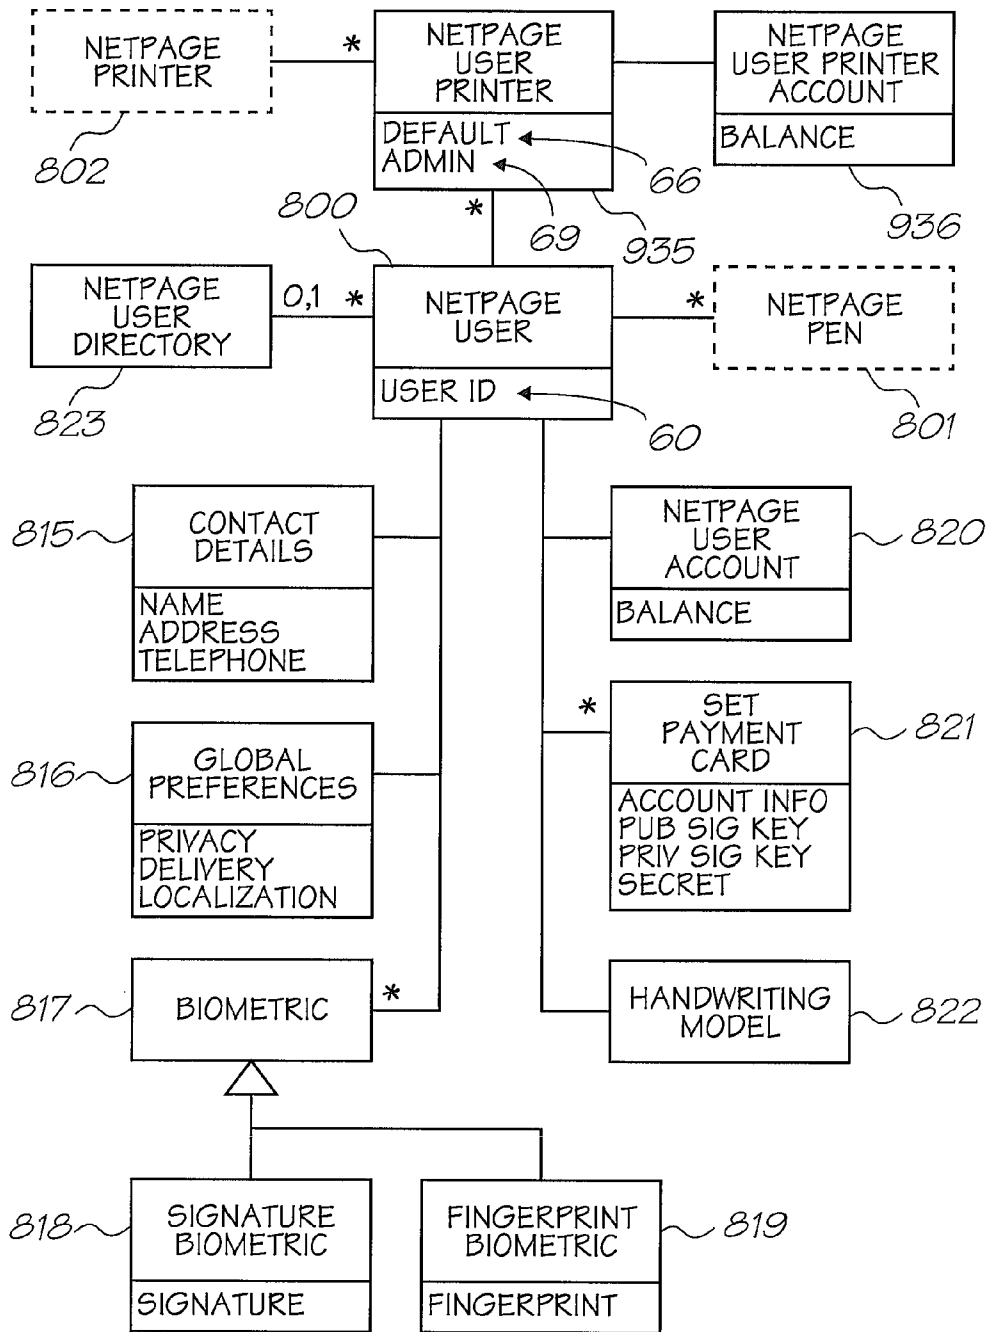 NETPAGE
PRINTER
802
*
NETPAGE
USER
PRINTER
DEFAULT
ADMIN
66
69
935
NETPAGE
USER PRINTER
ACCOUNT
BALANCE
936
*
800
NETPAGE
USER
DIRECTORY
823
0,1 *
NETPAGE
USER
USER ID
60
*
NETPAGE
PEN
801
815
CONTACT
DETAILS
NAME
ADDRESS
TELEPHONE
NETPAGE
USER
ACCOUNT
BALANCE
820
816
GLOBAL
PREFERENCES
PRIVACY
DELIVERY
LOCALIZATION
*
SET
PAYMENT
CARD
ACCOUNT INFO
PUB SIG KEY
PRIV SIG KEY
SECRET
821
817
BIOMETRIC
*
HANDWRITING
MODEL
822
818
SIGNATURE
BIOMETRIC
SIGNATURE
FINGERPRINT
BIOMETRIC
FINGERPRINT
819